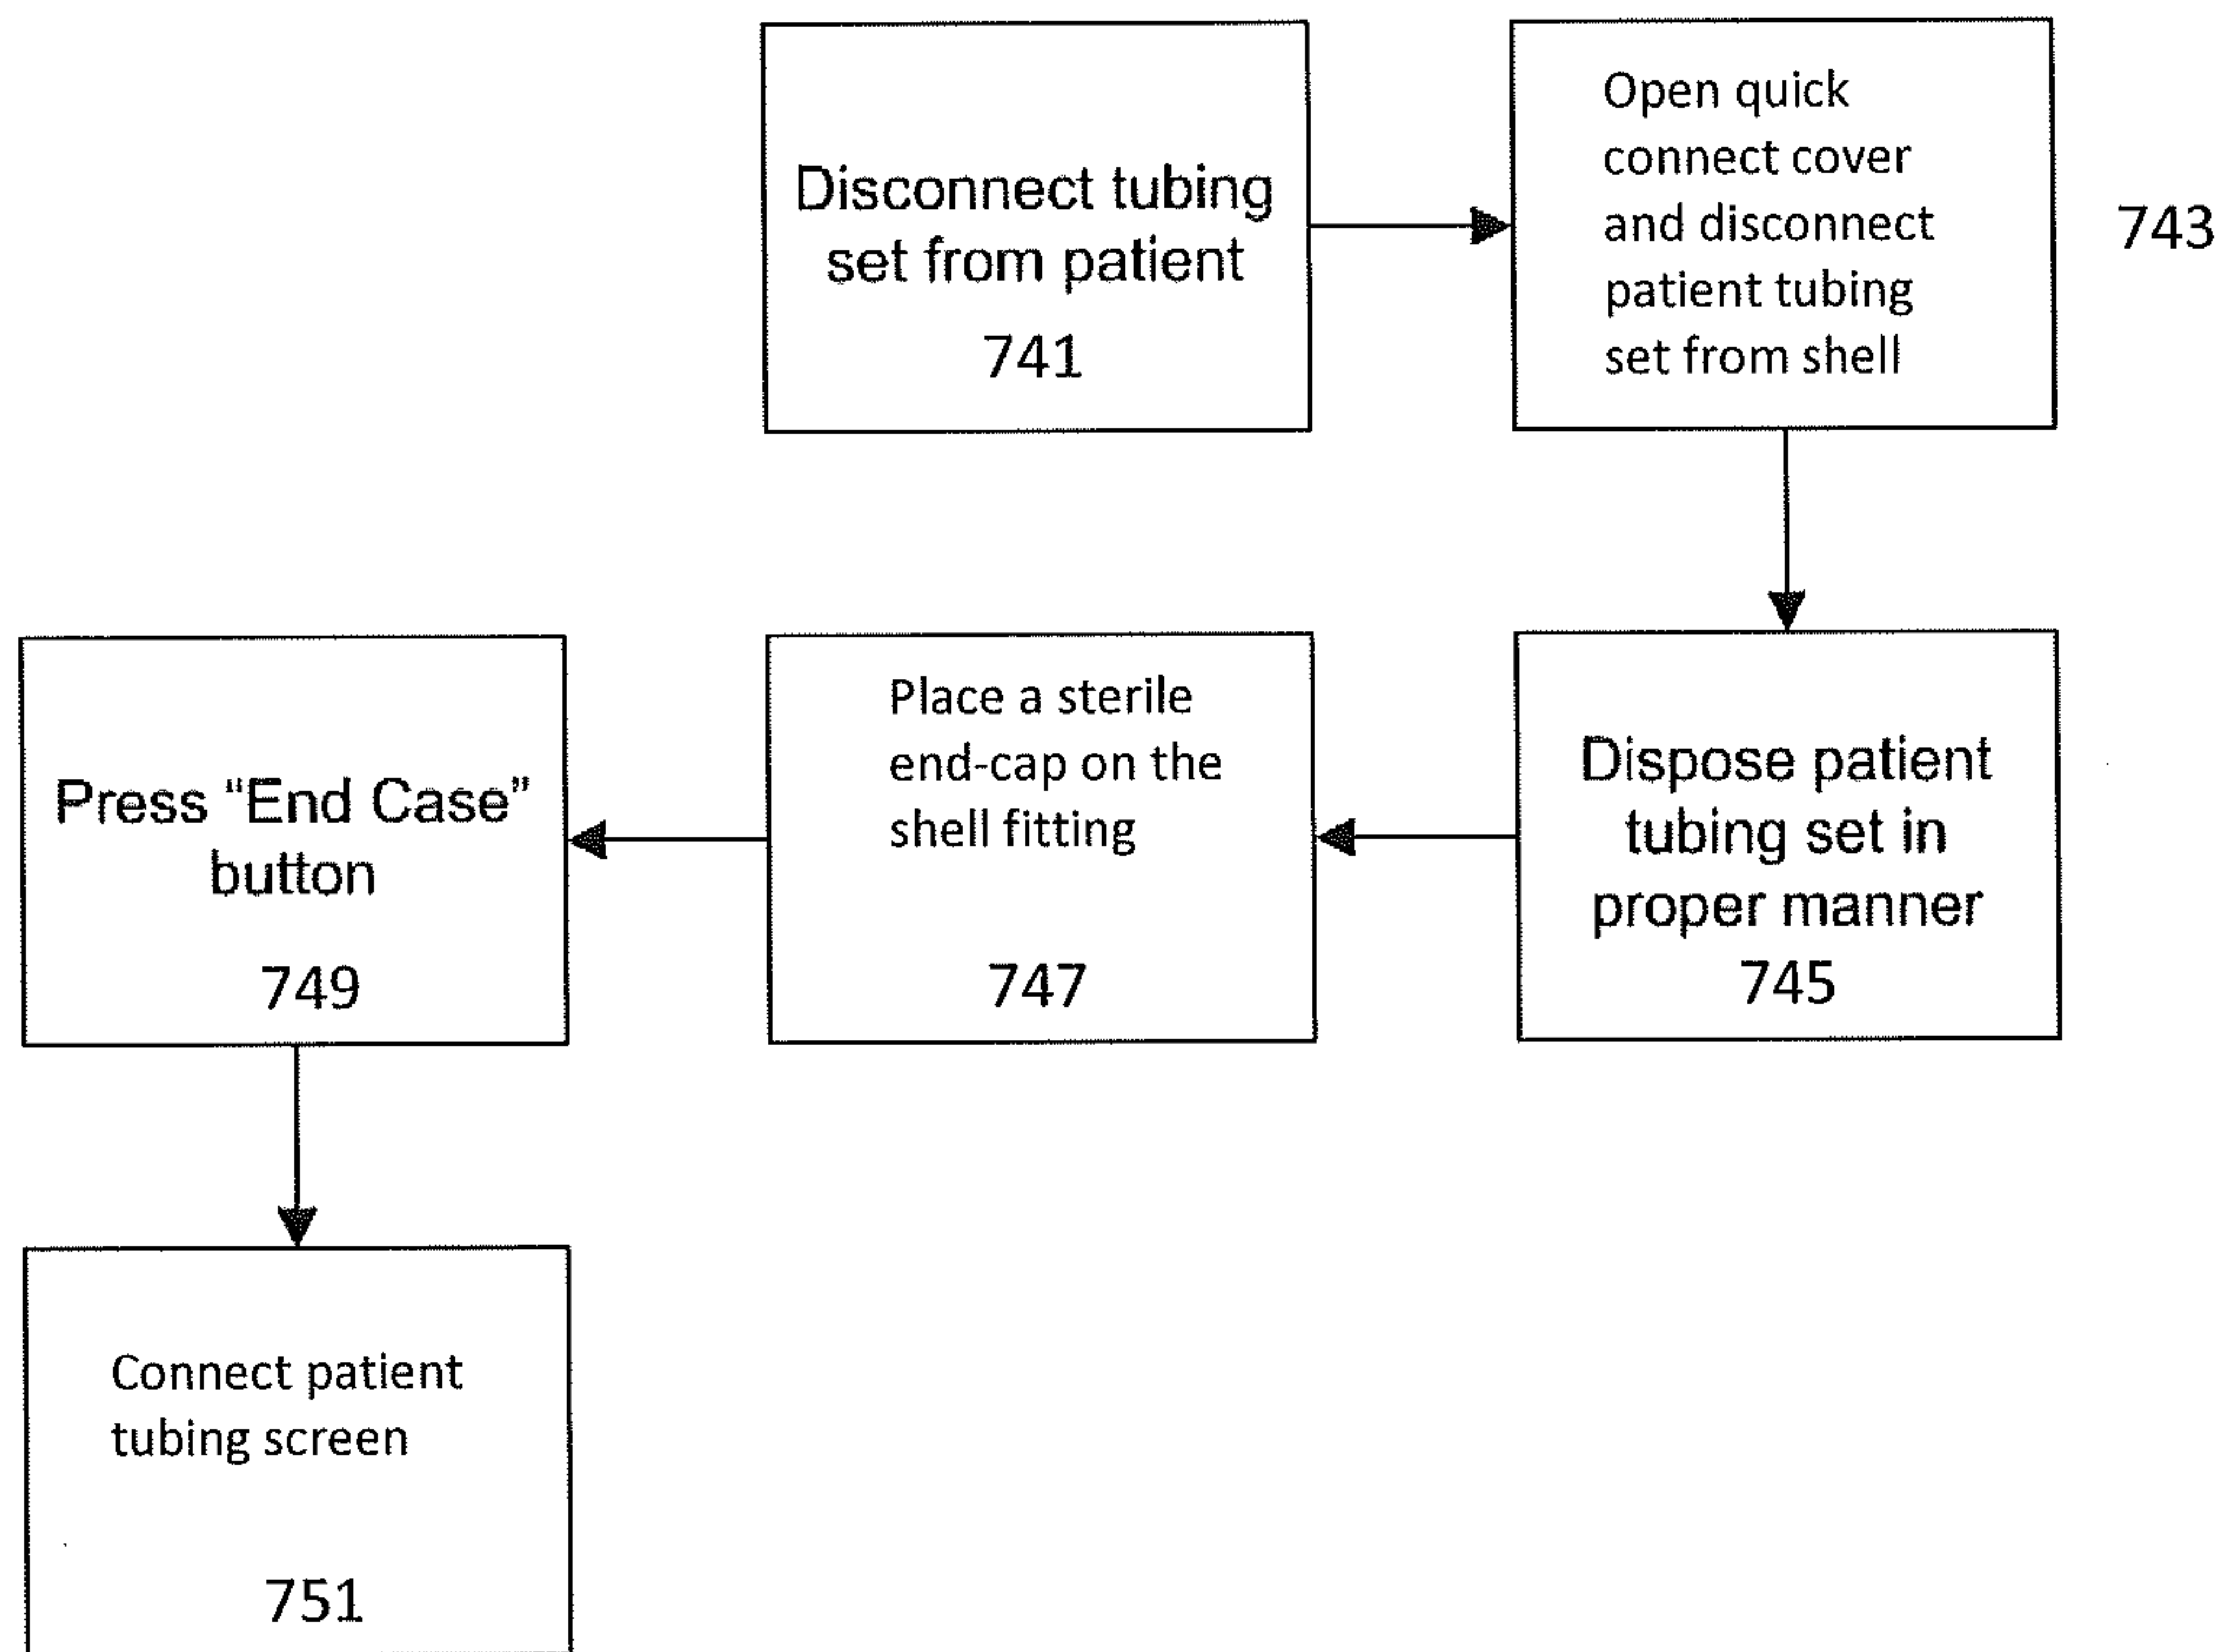 Disconnect tubing
set from patient
741
Open quick
connect cover
and disconnect
patient tubing
set from shell
743
Dispose patient
tubing set in
proper manner
745
Place a sterile
end-cap on the
shell fitting
747
Press “End Case”
button
749
Connect patient
tubing screen
751